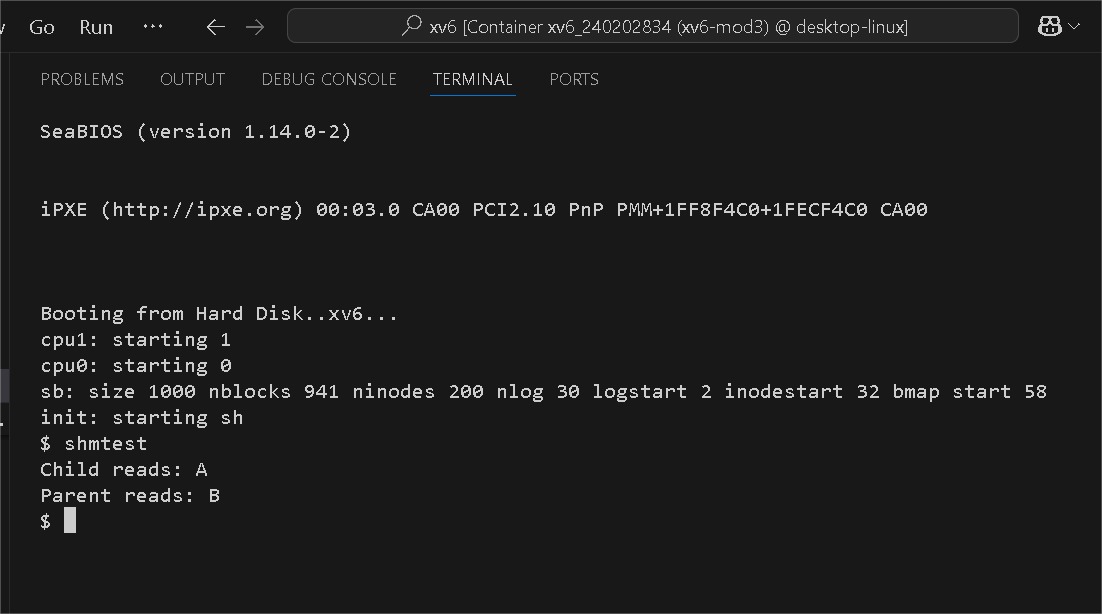 Go Run ··· xv6 [Container xv6_240202834 (xv6-mod3) @ desktop-linux]
PROBLEMS OUTPUT DEBUG CONSOLE TERMINAL PORTS
SeaBIOS (version 1.14.0-2)
iPXE (http://ipxe.org) 00:03.0 CA00 PCI2.10 PnP PMM+1FF8F4C0+1FECF4C0 CA00
Booting from Hard Disk..xv6...
cpu1: starting 1
cpu0: starting 0
sb: size 1000 nblocks 941 ninodes 200 nlog 30 logstart 2 inodestart 32 bmap start 58
init: starting sh
$ shmtest
Child reads: A
Parent reads: B
$